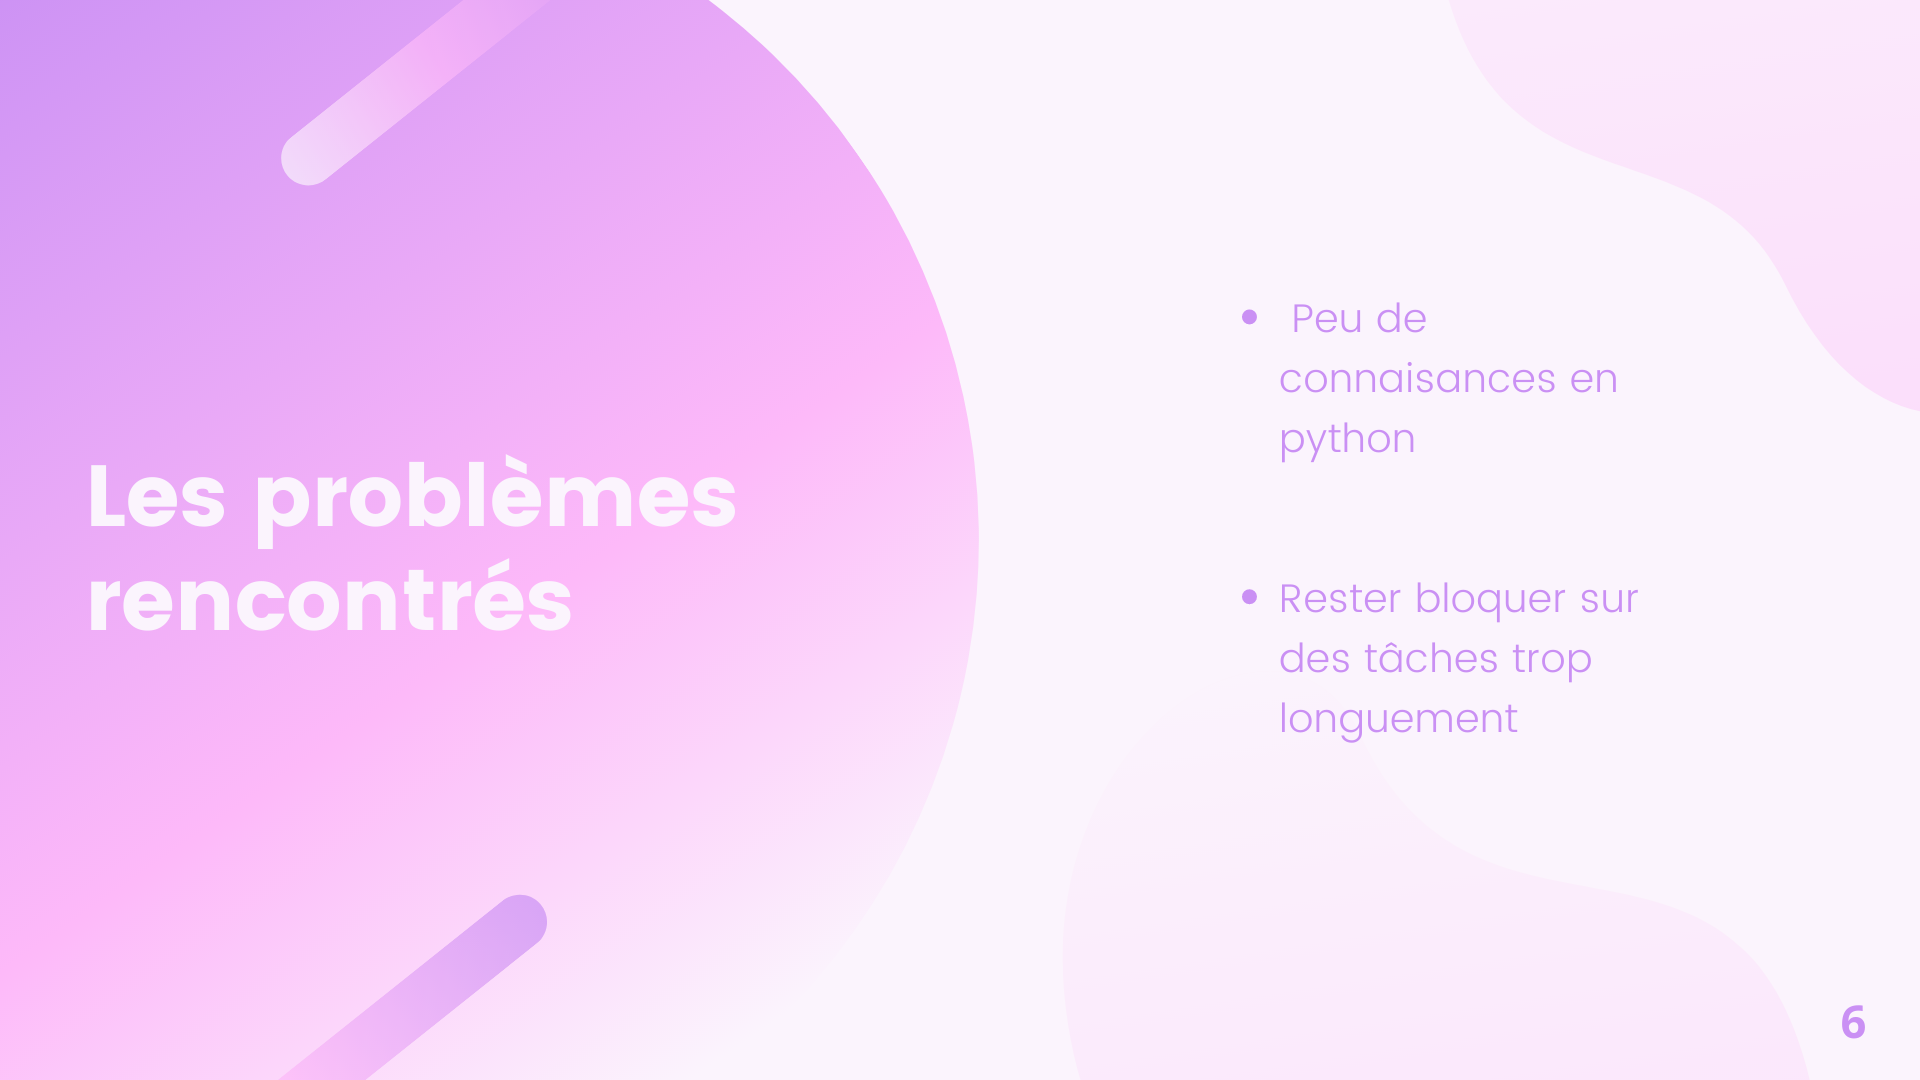 Les problèmes
rencontrés
• Peu de
connaisances en
python
• Rester bloquer sur
des tâches trop
longuement
6